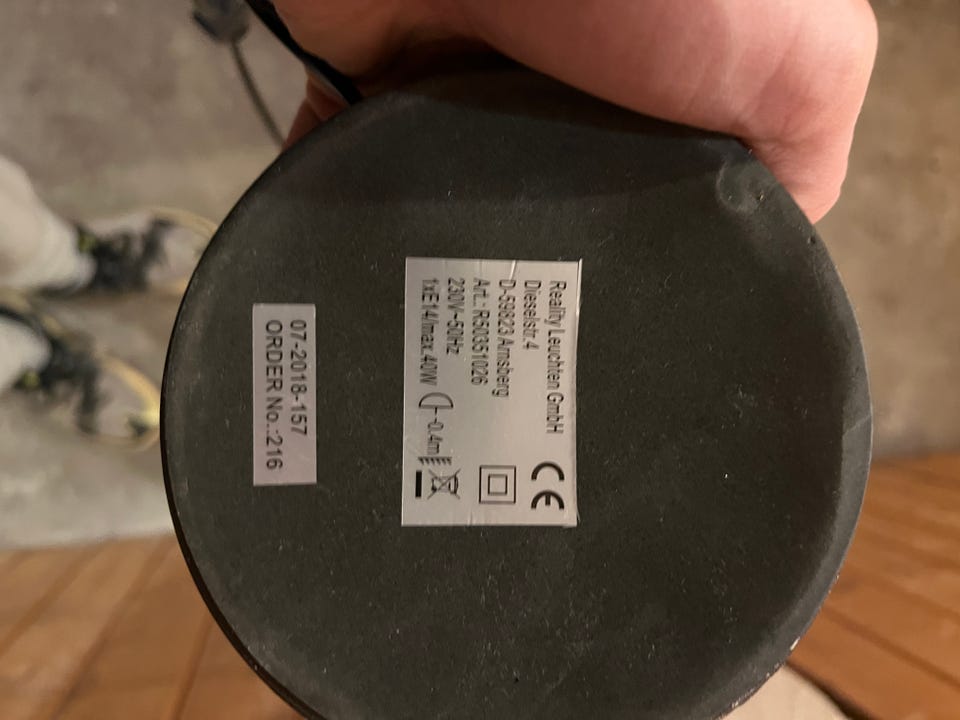 Reality Leuchten GmbH
Dieselstr. 4
D-59823 Arnsberg
Art.: R50351026
230V~50Hz
1xE14/max.40W
0.4m
CE
07-2018-157
ORDER No.:216